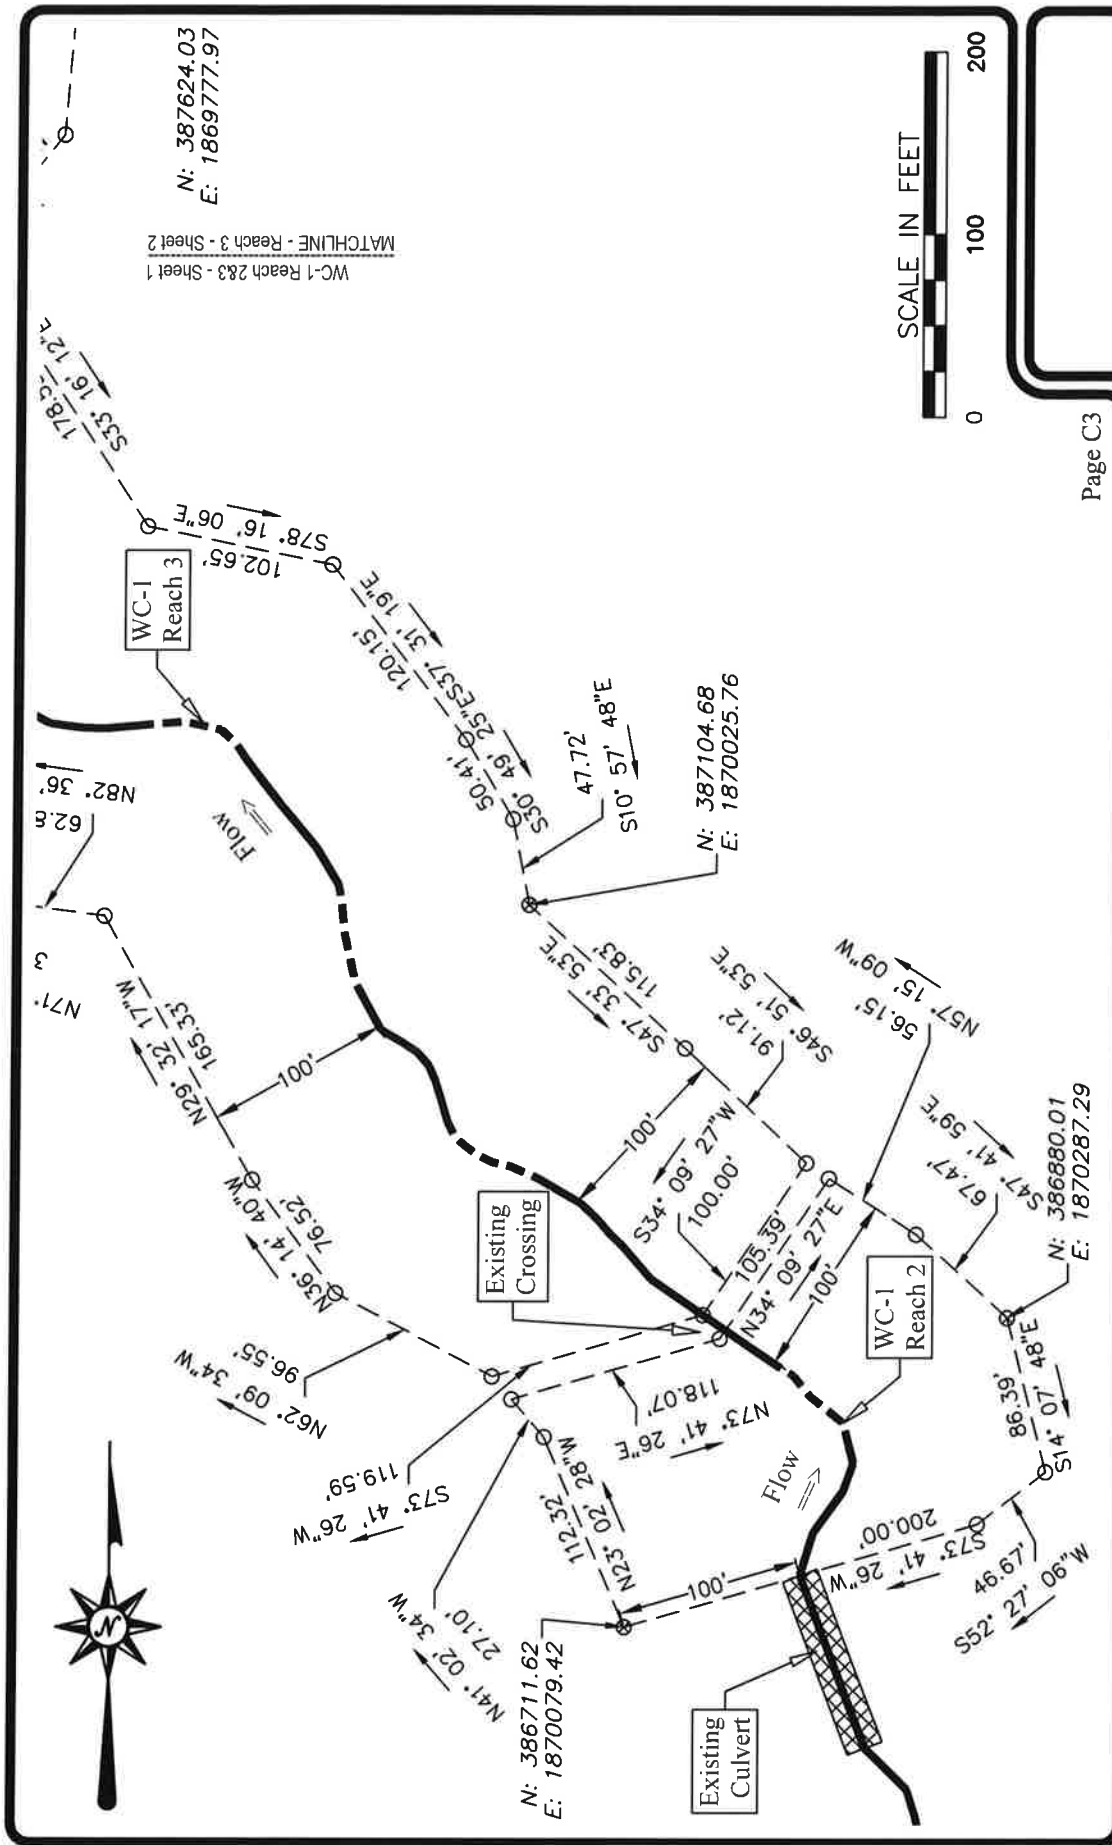 N: 387624.03
E: 1869777.97
WC-1 Reach 2&3 - Sheet 1
MATCHLINE - Reach 3 - Sheet 2
SCALE IN FEET
0
100
200
Page C3
S33° 16' 12"E
WC-1
Reach 3
102.65'
S78° 16' 06"E
120.15'
S37° 31' 19"E
50.41'
S30° 49' 25"E
47.72'
S10° 57' 48"E
N: 387104.68
E: 1870025.76
N82° 36'
62.8
N71°
3
Flow
N29° 32' 17"W
165.33'
100'
N36° 14' 40"W
76.52'
N62° 09' 34"W
96.55'
S47° 33' 53"E
115.83'
S46° 51' 53"E
91.12'
100'
S34° 09' 27"W
100.00'
105.39'
N34° 09' 27"E
N57° 15' 09"W
56.15'
100'
S47° 41' 59"E
67.47'
N: 386880.01
E: 1870287.29
Existing
Crossing
WC-1
Reach 2
S73° 41' 26"W
119.59'
N73° 41' 26"E
118.07'
N41° 02' 34"W
27.10'
N23° 02' 28"W
112.32'
N: 386711.62
E: 1870079.42
100'
Flow
S73° 41' 26"W
200.00'
86.39'
S14° 07' 48"E
46.67'
S52° 27' 06"W
Existing
Culvert
N